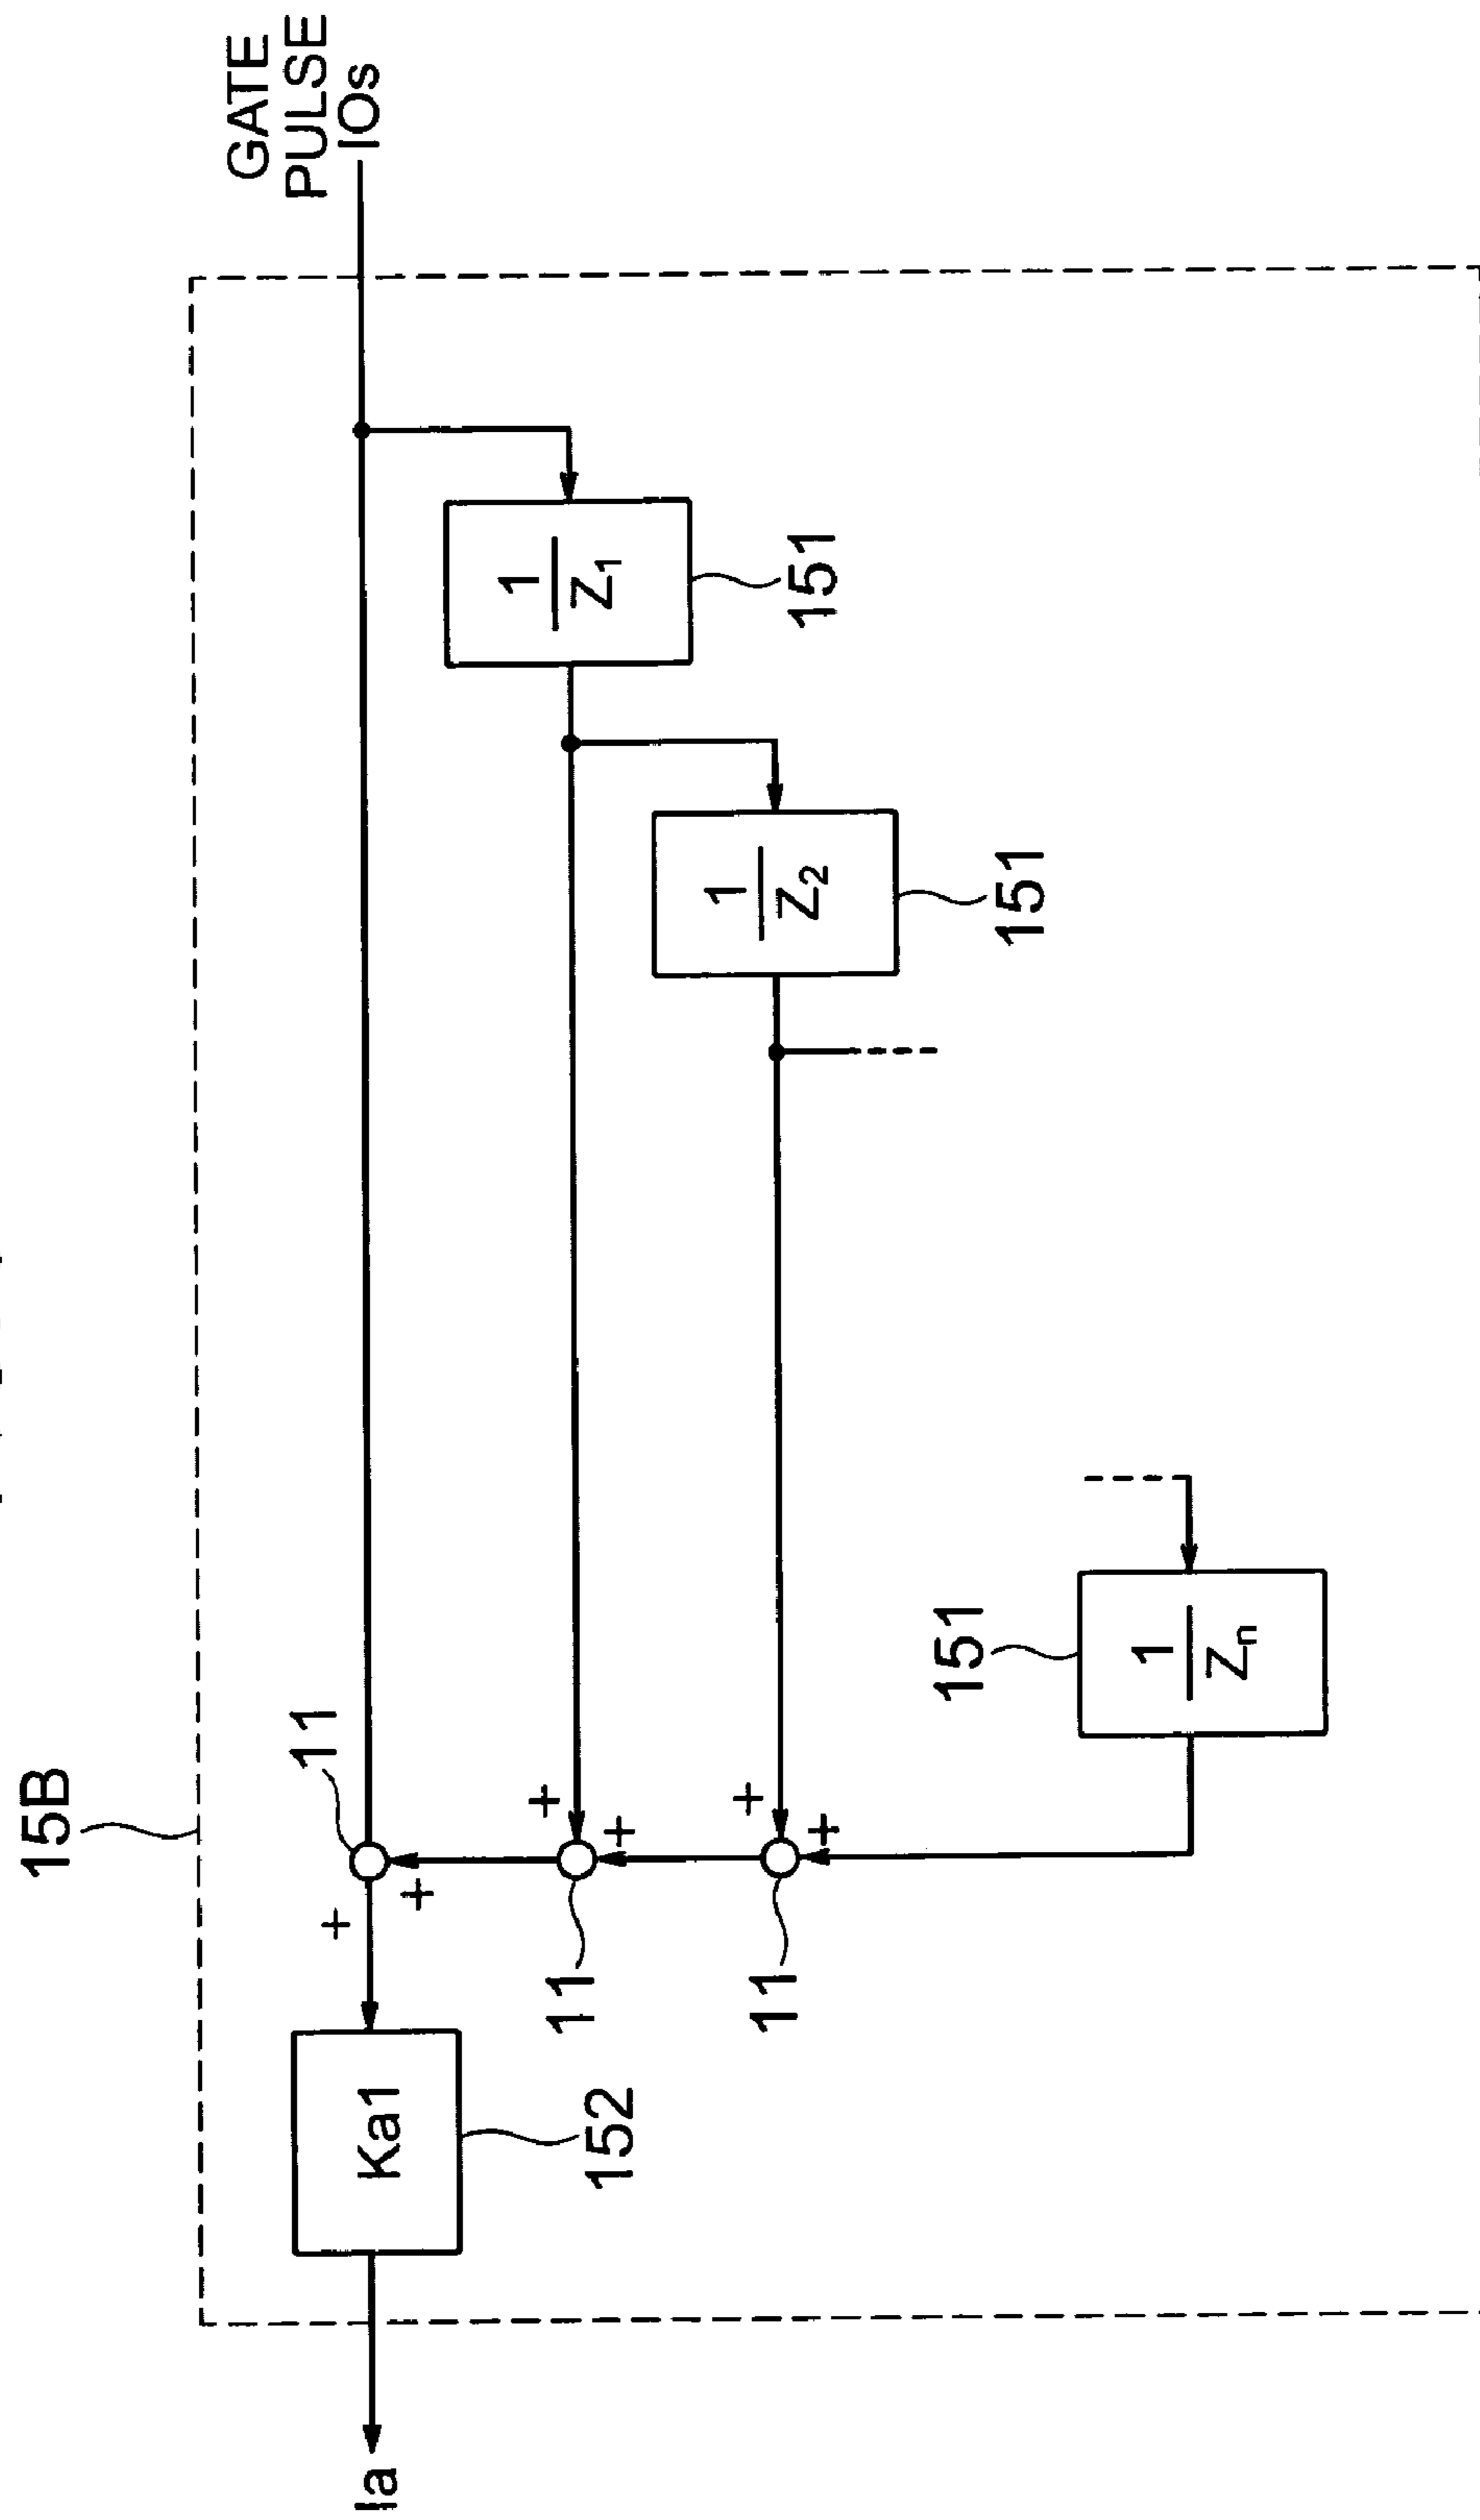 15B
GATE
PULSE
IOs
11
+
+
Ka1
152
Ia
1
Z1
151
+
+
11
1
Z2
151
+
+
11
151
1
Zn